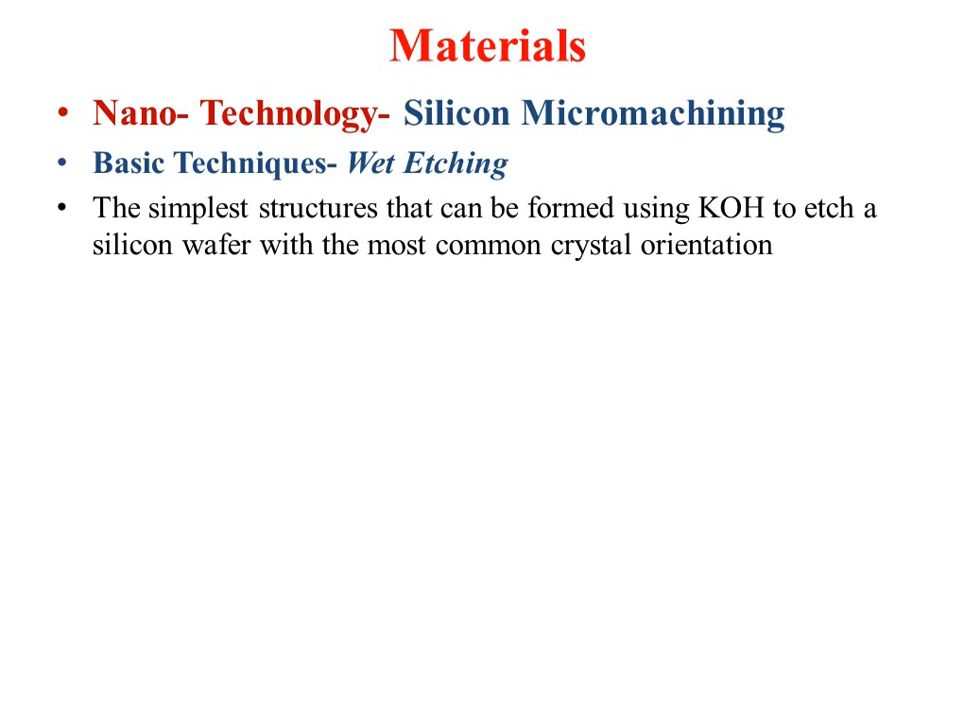 Materials
• Nano- Technology- Silicon Micromachining
• Basic Techniques- Wet Etching
• The simplest structures that can be formed using KOH to etch a
silicon wafer with the most common crystal orientation